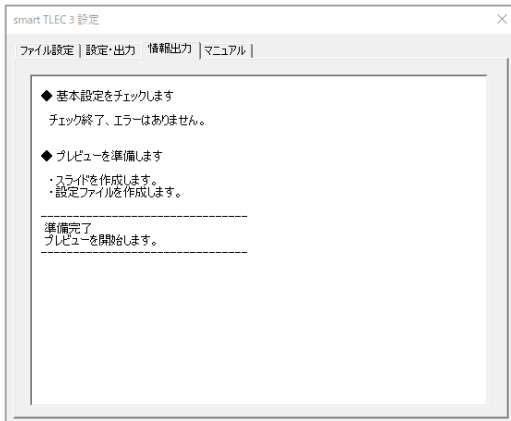 smart TLEC 3 設定
ファイル設定 設定・出力 情報出力 マニュアル
◆ 基本設定をチェックします
チェック終了、エラーはありません。
◆ プレビューを準備します
・スライドを作成します。
・設定ファイルを作成します。
--------------------------------
準備完了
プレビューを開始します。
--------------------------------